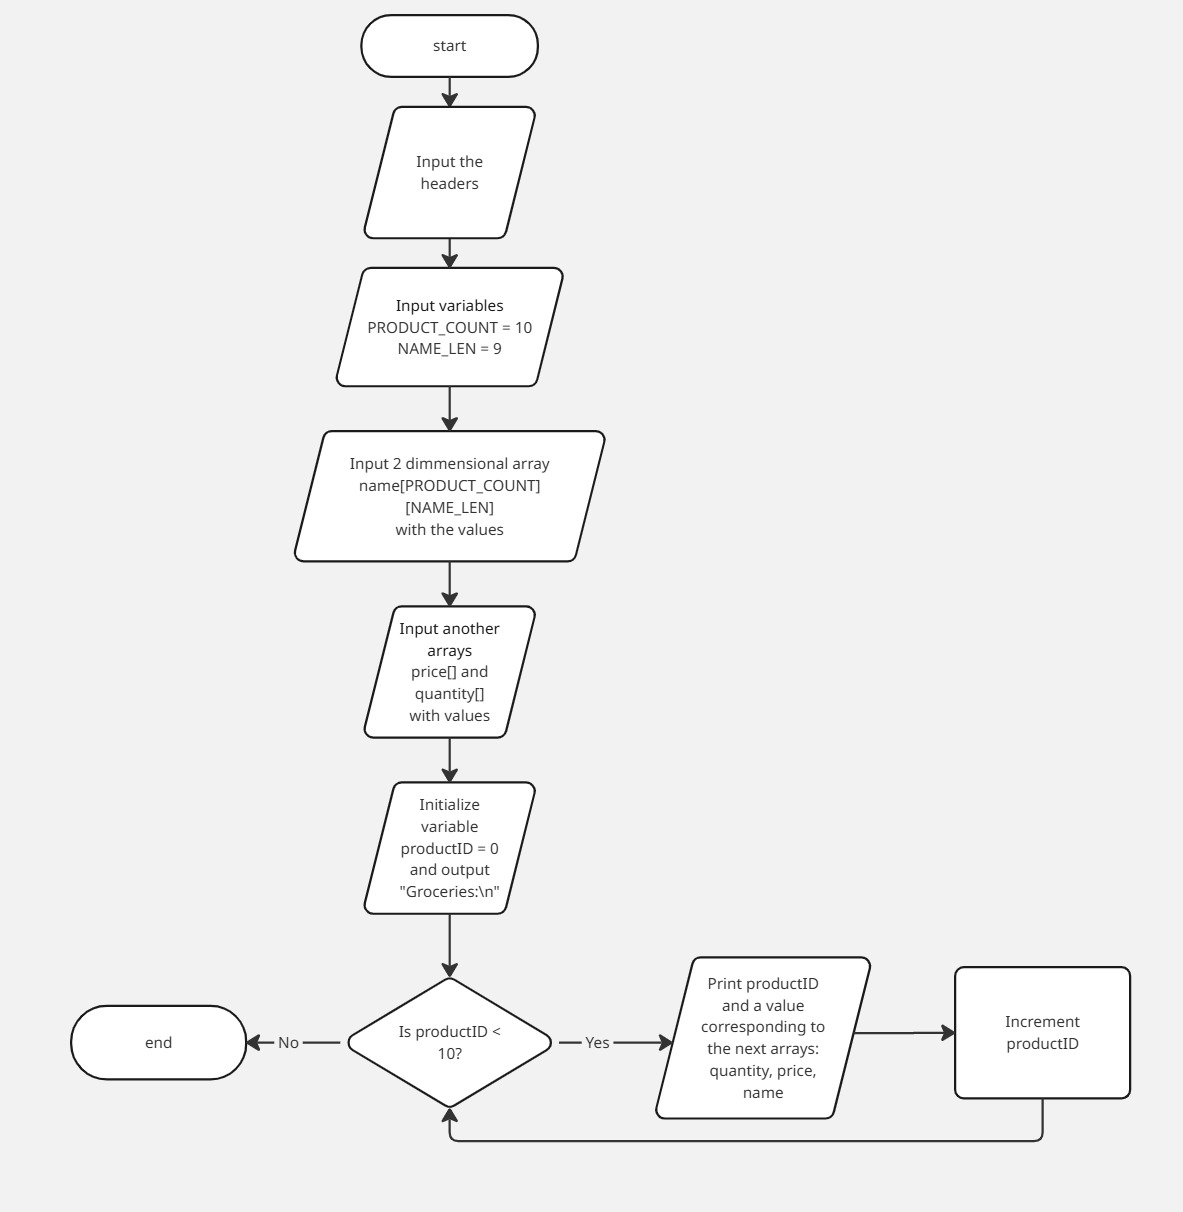 start
Input the
headers
Input variables
PRODUCT_COUNT = 10
NAME_LEN = 9
Input 2 dimmensional array
name[PRODUCT_COUNT]
[NAME_LEN]
with the values
Input another
arrays
price[] and
quantity[]
with values
Initialize
variable
productID = 0
and output
"Groceries:\n"
Is productID <
10?
No
end
Yes
Print productID
and a value
corresponding to
the next arrays:
quantity, price,
name
Increment
productID